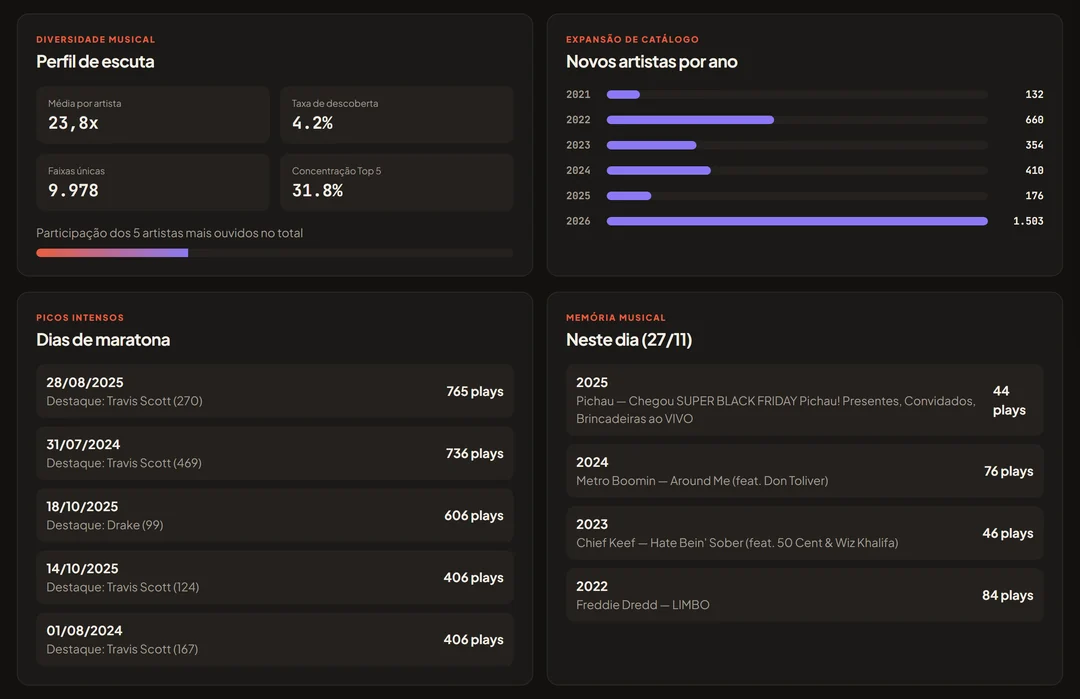 DIVERSIDADE MUSICAL
Perfil de escuta
Média por artista
23,8x
Taxa de descoberta
4.2%
Faixas únicas
9.978
Concentração Top 5
31.8%
Participação dos 5 artistas mais ouvidos no total
EXPANSÃO DE CATÁLOGO
Novos artistas por ano
2021 132
2022 660
2023 354
2024 410
2025 176
2026 1.503
PICOS INTENSOS
Dias de maratona
28/08/2025
Destaque: Travis Scott (270)
765 plays
31/07/2024
Destaque: Travis Scott (469)
736 plays
18/10/2025
Destaque: Drake (99)
606 plays
14/10/2025
Destaque: Travis Scott (124)
406 plays
01/08/2024
Destaque: Travis Scott (167)
406 plays
MEMÓRIA MUSICAL
Neste dia (27/11)
2025
Pichau — Chegou SUPER BLACK FRIDAY Pichau! Presentes, Convidados,
Brincadeiras ao VIVO
44
plays
2024
Metro Boomin — Around Me (feat. Don Toliver)
76 plays
2023
Chief Keef — Hate Bein' Sober (feat. 50 Cent & Wiz Khalifa)
46 plays
2022
Freddie Dredd — LIMBO
84 plays